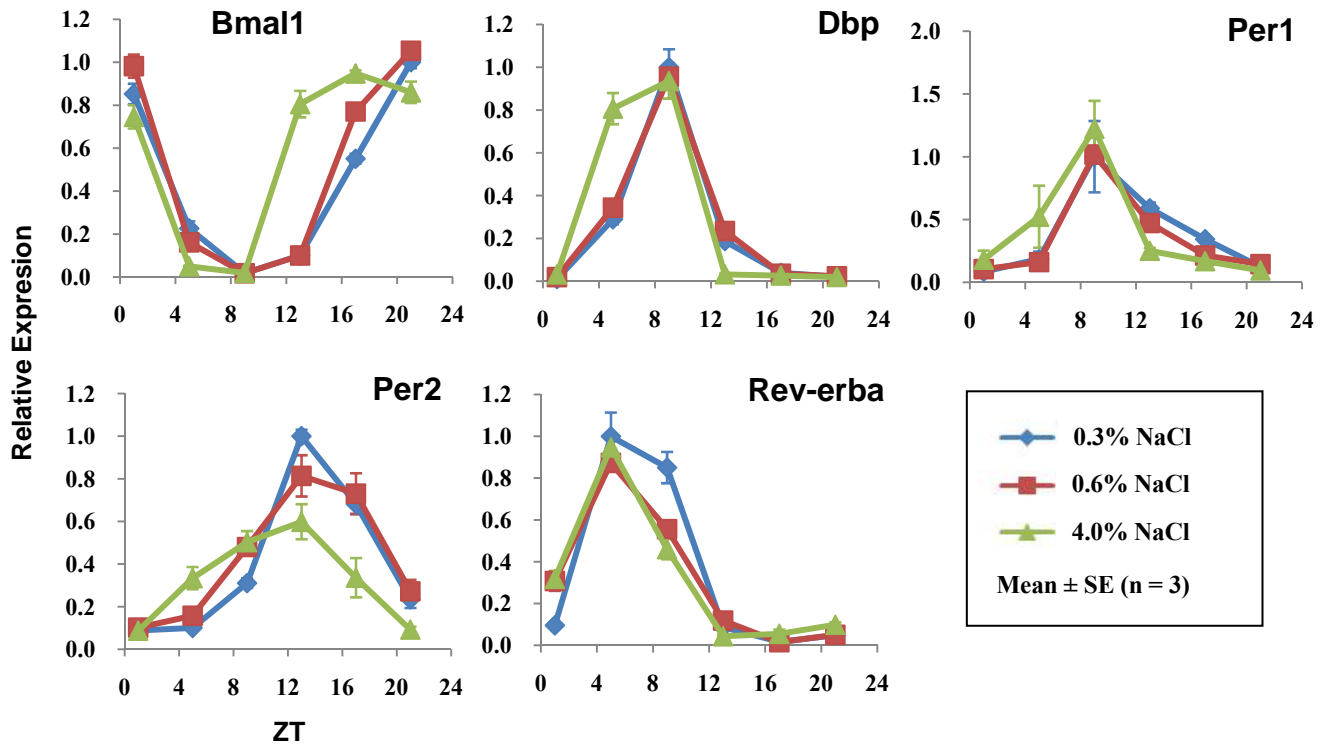 Bmal1
1.2
1.0
0.8
0.6
0.4
0.2
0.0
0 4 8 12 16 20 24
Dbp
1.2
1.0
0.8
0.6
0.4
0.2
0.0
0 4 8 12 16 20 24
Per1
2.0
1.5
1.0
0.5
0.0
0 4 8 12 16 20 24
Relative Expresion
Per2
1.2
1.0
0.8
0.6
0.4
0.2
0.0
0 4 8 12 16 20 24
ZT
Rev-erba
1.2
1.0
0.8
0.6
0.4
0.2
0.0
0 4 8 12 16 20 24
0.3% NaCl
0.6% NaCl
4.0% NaCl
Mean ± SE (n = 3)